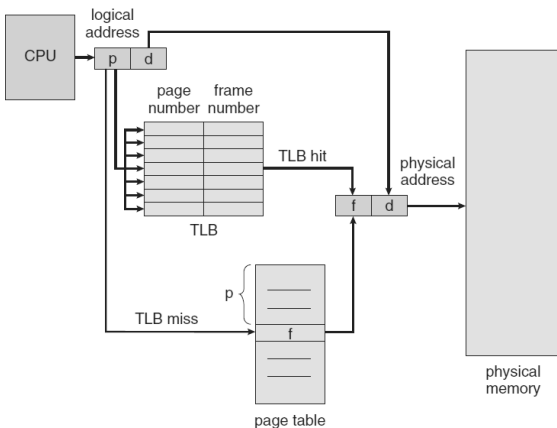 logical
address
CPU
p
d
page
number
frame
number
TLB hit
physical
address
f
d
TLB
p
TLB miss
f
page table
physical
memory